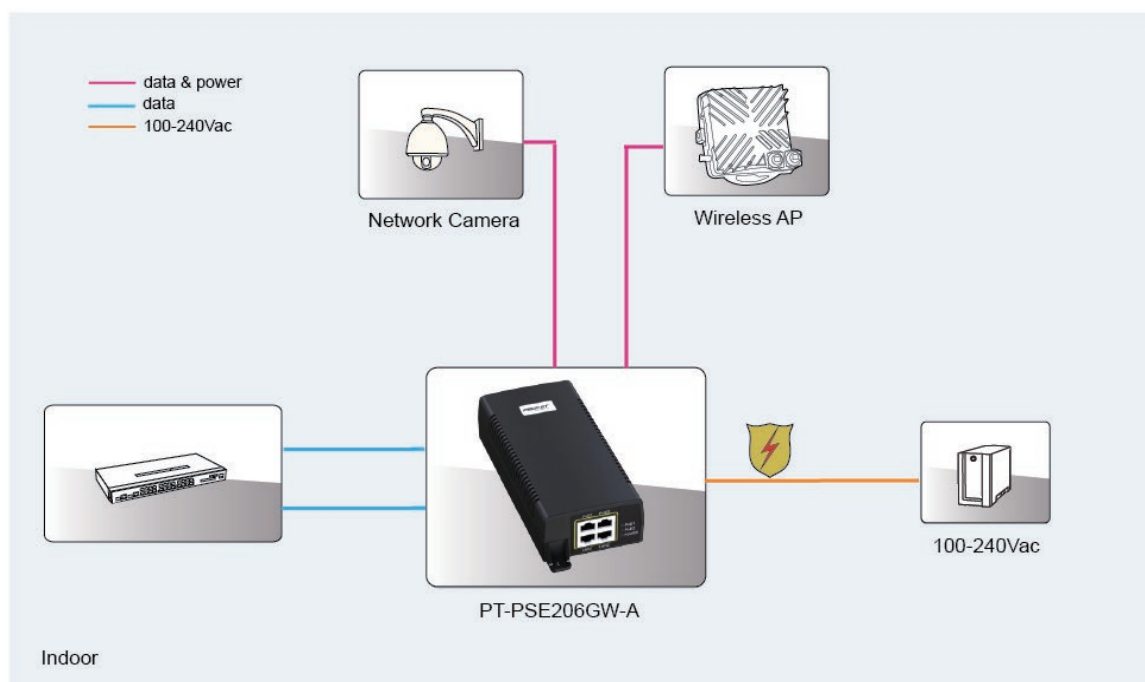 data & power
data
100-240Vac
Network Camera
Wireless AP
100-240Vac
PT-PSE206GW-A
Indoor